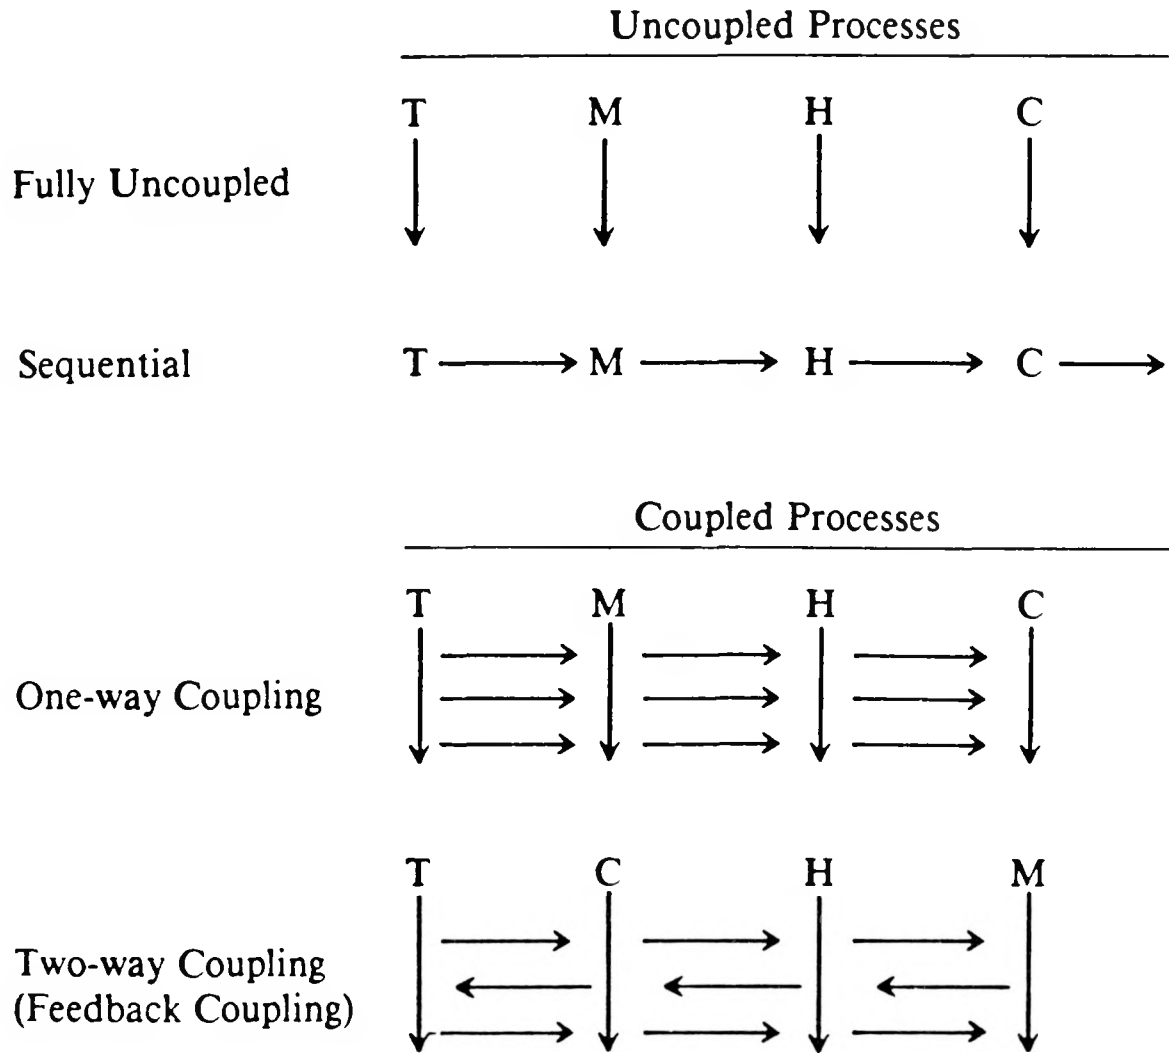 Uncoupled Processes
T M H C
Fully Uncoupled
Sequential T M H C
Coupled Processes
T M H C
One-way Coupling
T C H M
Two-way Coupling
(Feedback Coupling)